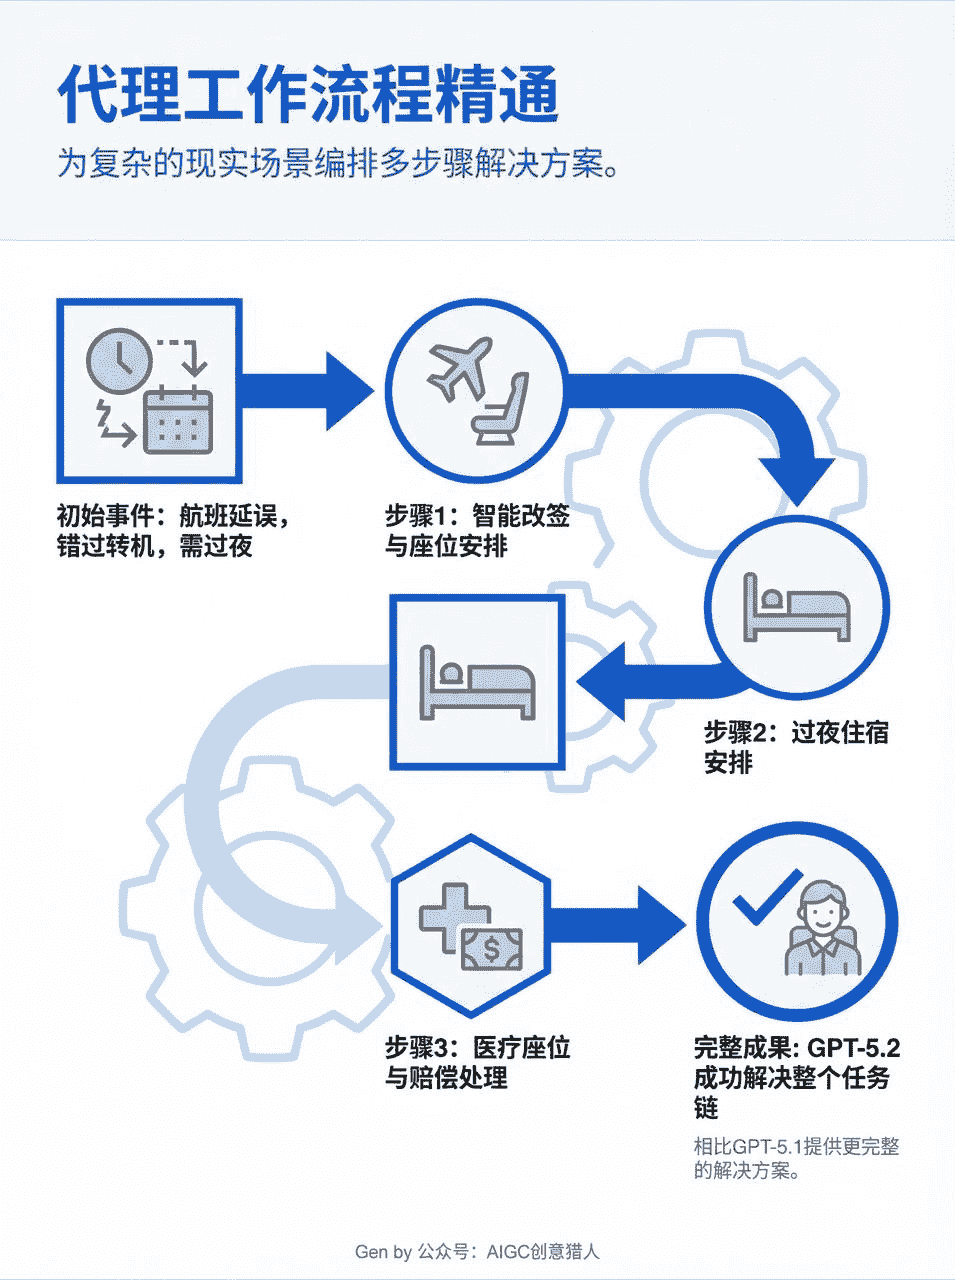 代理工作流程精通
为复杂的现实场景编排多步骤解决方案。
初始事件：航班延误，
错过转机，需过夜
步骤1：智能改签
与座位安排
步骤2：过夜住宿
安排
$
步骤3：医疗座位
与赔偿处理
完整成果: GPT-5.2
成功解决整个任务
链
相比GPT-5.1提供更完整
的解决方案。
Gen by 公众号：AIGC创意猎人